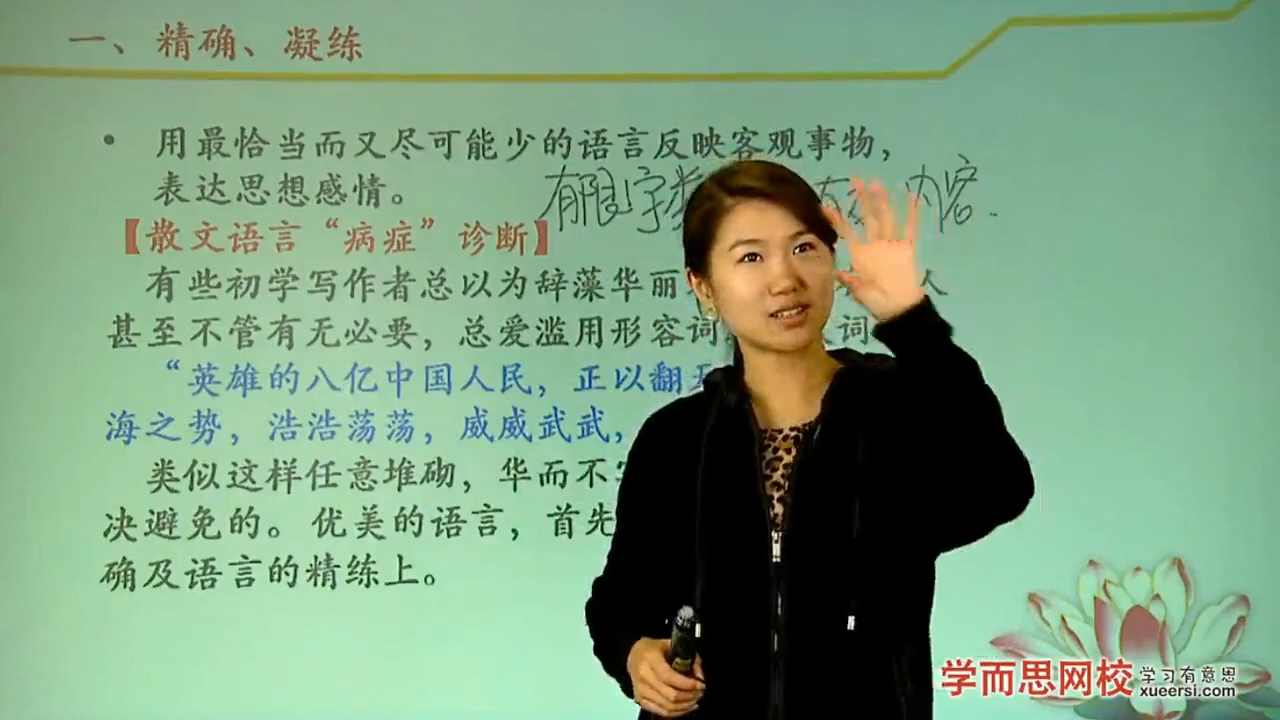 一、精确、凝练
• 用最恰当而又尽可能少的语言反映客观事物，
表达思想感情。
有限字类 内容.
【散文语言“病症”诊断】
有些初学写作者总以为辞藻华丽 人
甚至不管有无必要，总爱滥用形容词 词
“英雄的八亿中国人民，正以翻天
海之势，浩浩荡荡，威威武武，
类似这样任意堆砌，华而不实
决避免的。优美的语言，首先
确及语言的精练上。
学而思网校 学习有意思
xueersi.com